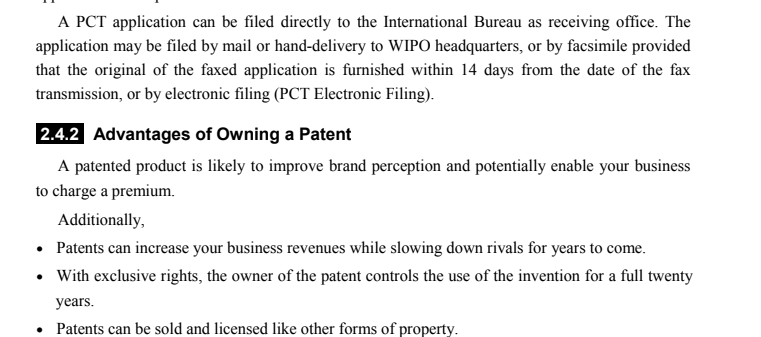 A PCT application can be filed directly to the International Bureau as receiving office. The
application may be filed by mail or hand-delivery to WIPO headquarters, or by facsimile provided
that the original of the faxed application is furnished within 14 days from the date of the fax
transmission, or by electronic filing (PCT Electronic Filing).
2.4.2 Advantages of Owning a Patent
A patented product is likely to improve brand perception and potentially enable your business
to charge a premium.
Additionally,
• Patents can increase your business revenues while slowing down rivals for years to come.
• With exclusive rights, the owner of the patent controls the use of the invention for a full twenty
years.
• Patents can be sold and licensed like other forms of property.